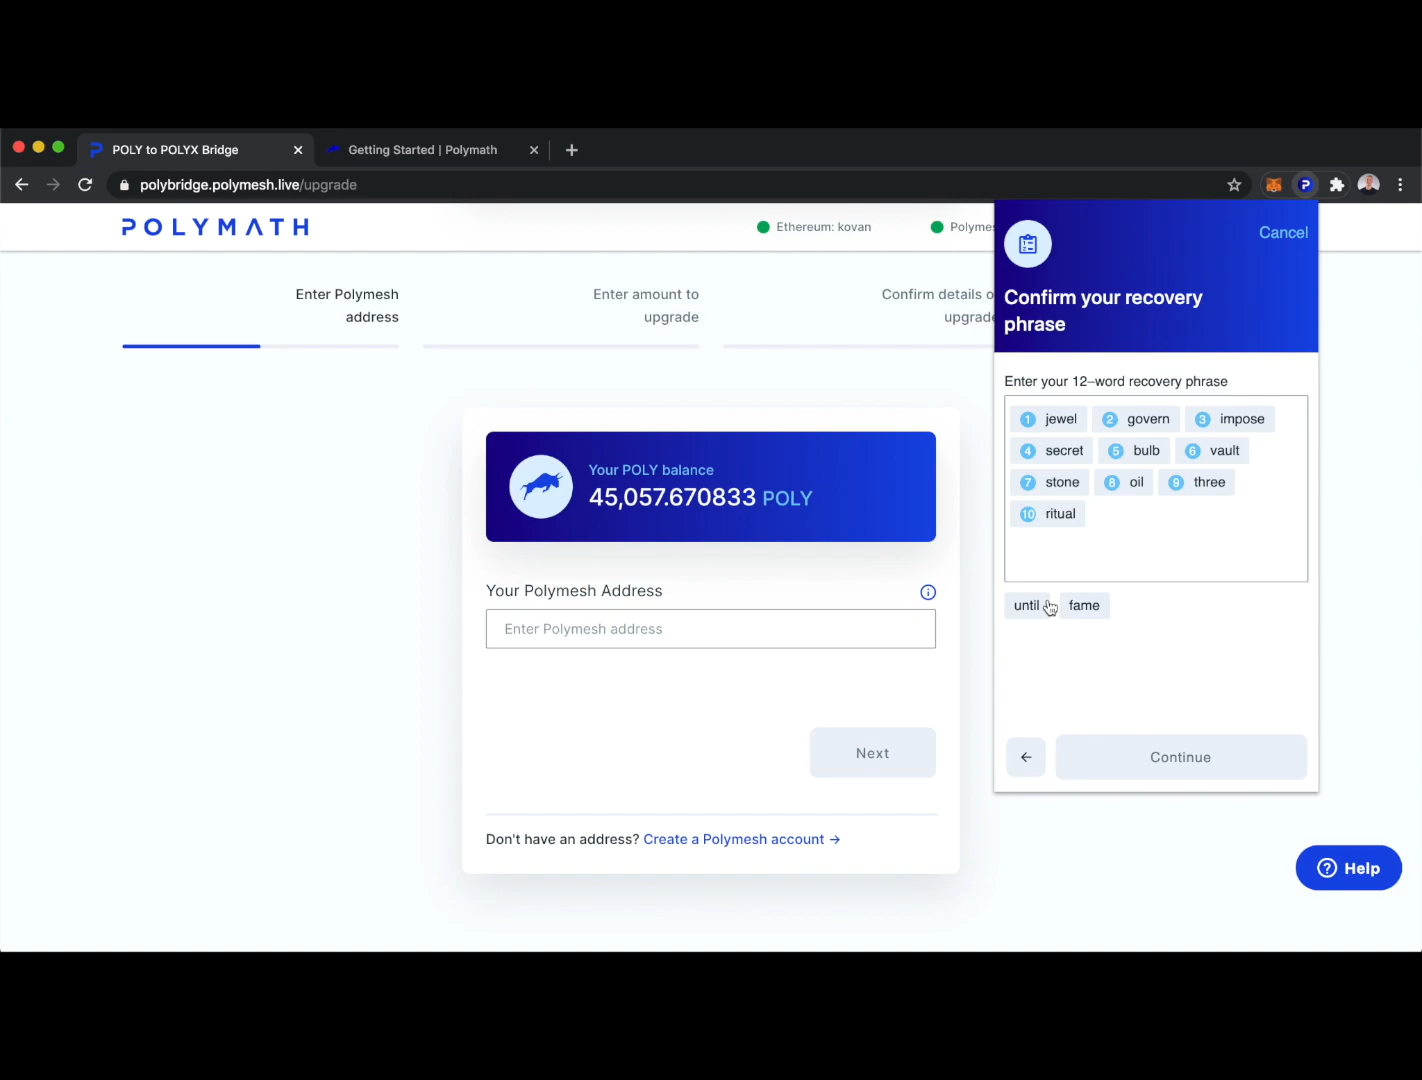 POLY to POLYX Bridge
Getting Started | Polymath
polybridge.polymesh.live/upgrade
POLYMATH
Ethereum: kovan
Enter Polymesh
address
Enter amount to
upgrade
Confirm details
upgrade
Your POLY balance
45,057.670833 POLY
Your Polymesh Address
Enter Polymesh address
Next
Don't have an address? Create a Polymesh account →
Cancel
Confirm your recovery
phrase
Enter your 12–word recovery phrase
1 jewel 2 govern 3 impose
4 secret 5 bulb 6 vault
7 stone 8 oil 9 three
10 ritual
until fame
Continue
Help